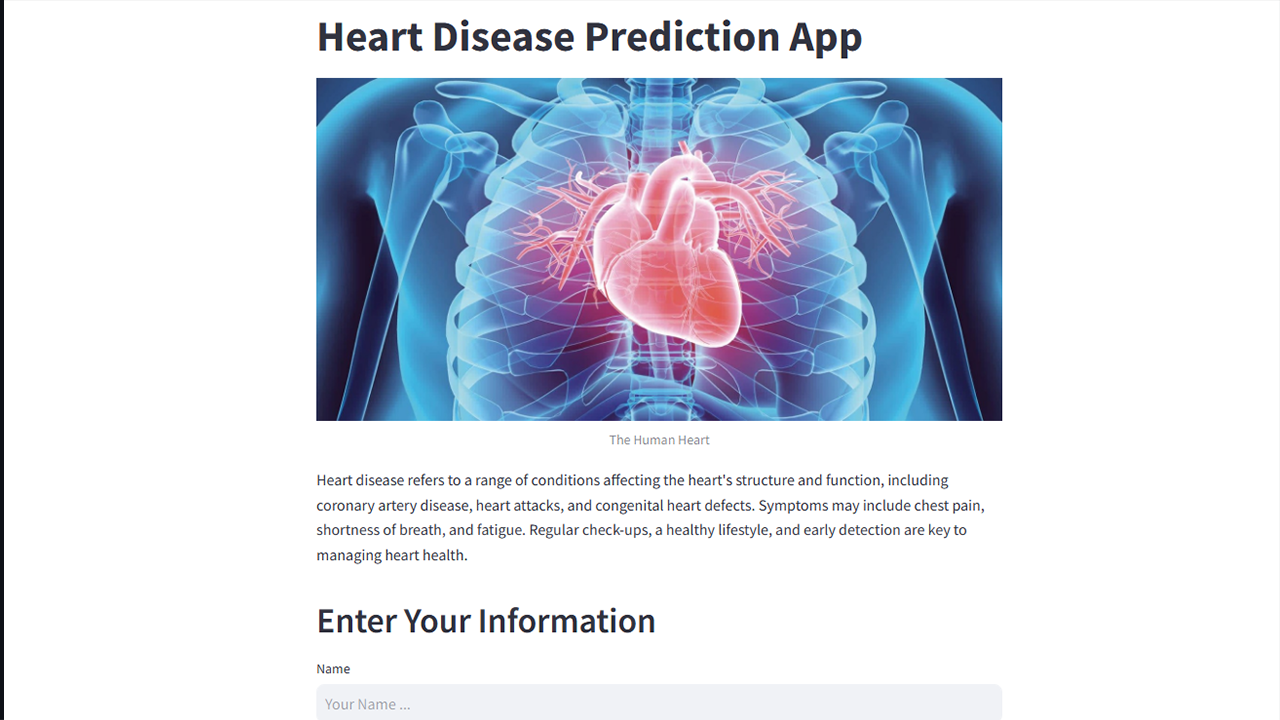 Heart Disease Prediction App
The Human Heart
Heart disease refers to a range of conditions affecting the heart's structure and function, including
coronary artery disease, heart attacks, and congenital heart defects. Symptoms may include chest pain,
shortness of breath, and fatigue. Regular check-ups, a healthy lifestyle, and early detection are key to
managing heart health.
Enter Your Information
Name
Your Name ...